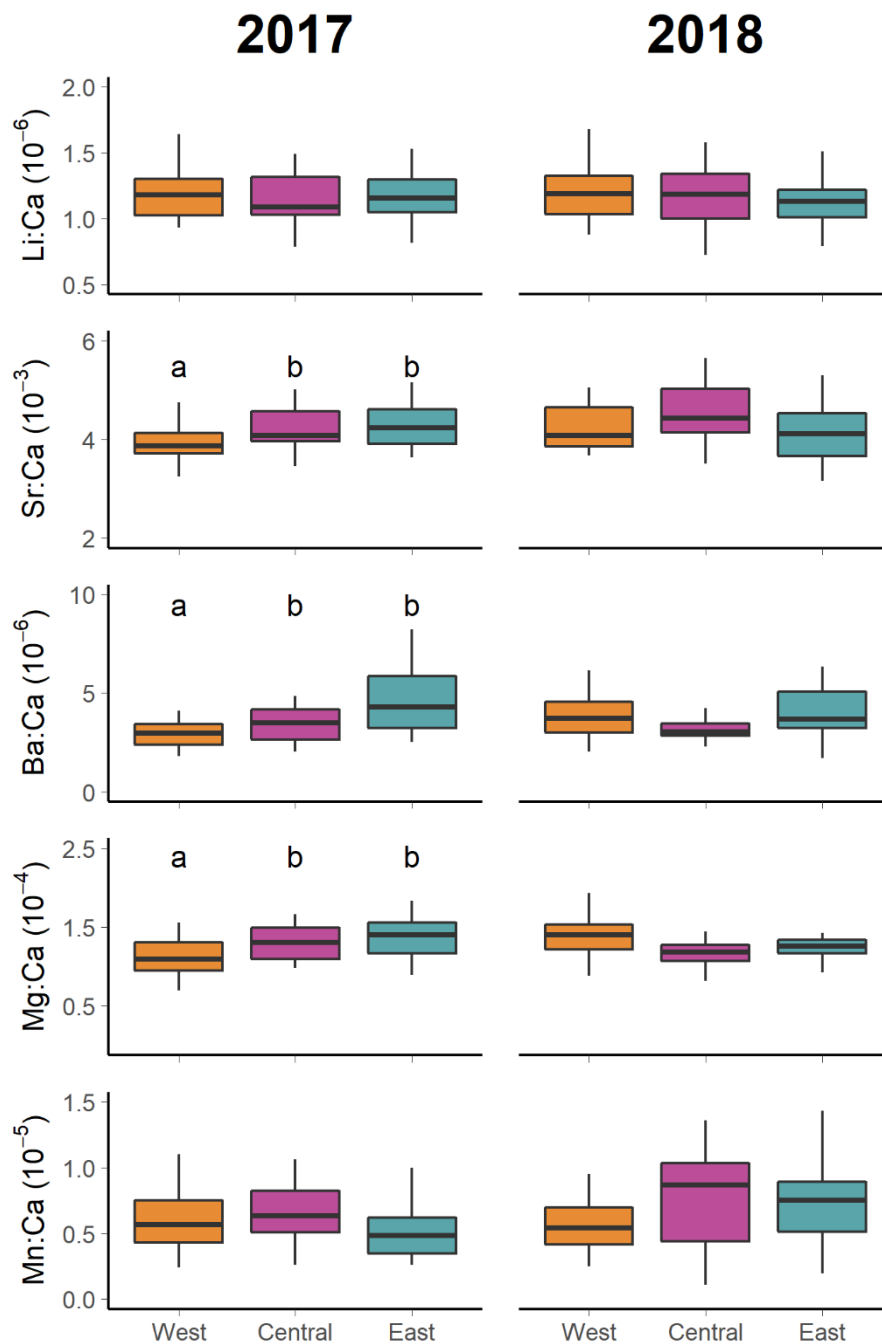 2017 2018
Li:Ca (10⁻⁶)
2.0
1.5
1.0
0.5
Sr:Ca (10⁻³)
6
4
2
a b b
Ba:Ca (10⁻⁶)
10
5
0
a b b
Mg:Ca (10⁻⁴)
2.5
1.5
0.5
a b b
Mn:Ca (10⁻⁵)
1.5
1.0
0.5
0.0
West Central East West Central East